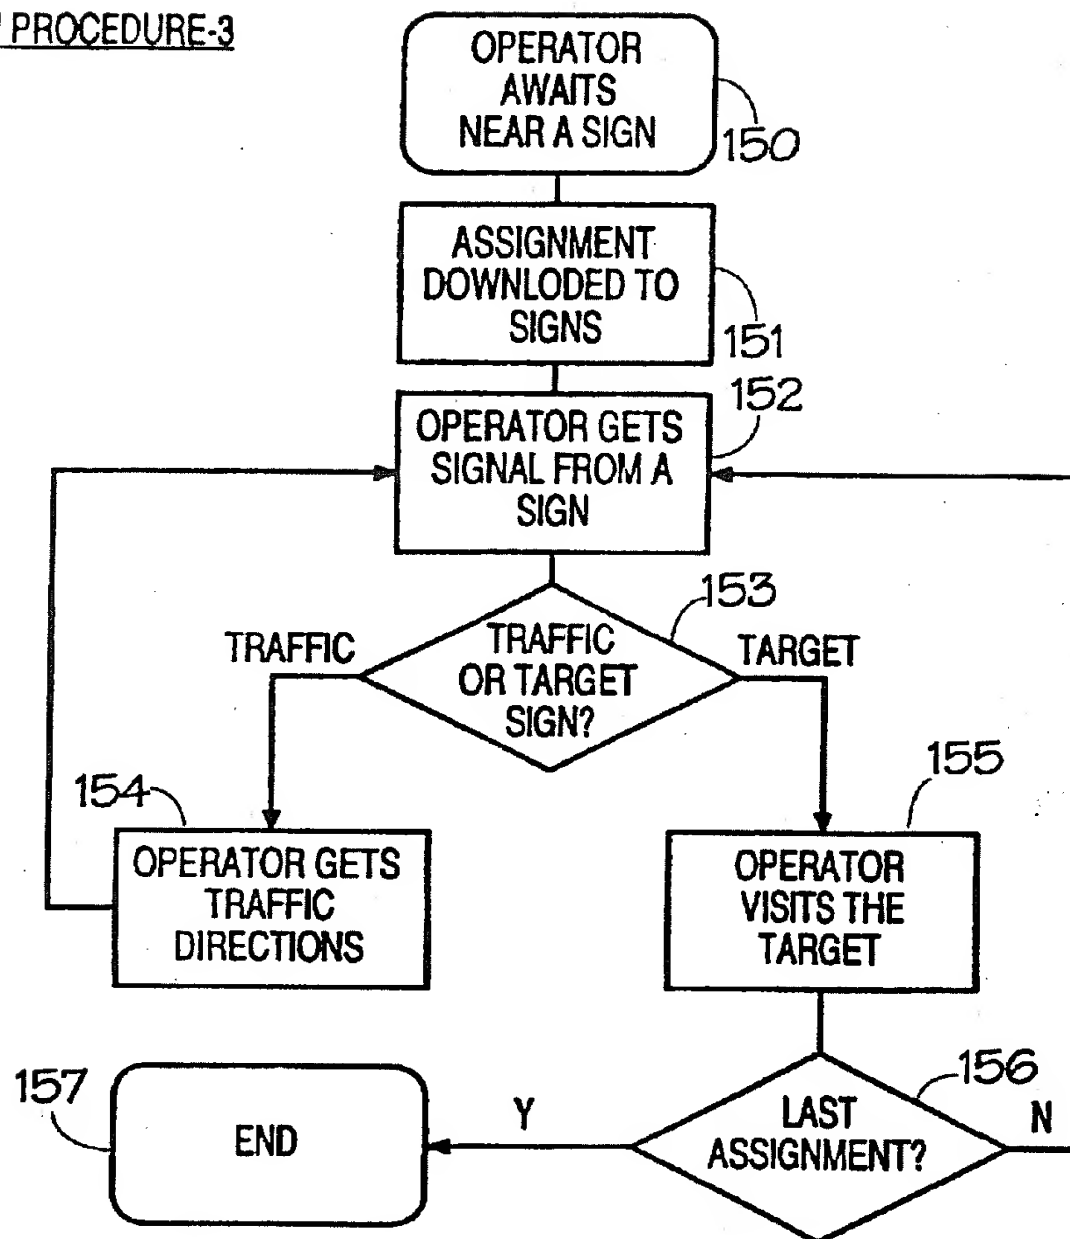 PROCEDURE-3
OPERATOR
AWAITS
NEAR A SIGN
150
ASSIGNMENT
DOWNLODED TO
SIGNS
151
152
OPERATOR GETS
SIGNAL FROM A
SIGN
153
TRAFFIC
TRAFFIC
OR TARGET
SIGN?
TARGET
154
155
OPERATOR GETS
TRAFFIC
DIRECTIONS
OPERATOR
VISITS THE
TARGET
157
156
END
Y
LAST
ASSIGNMENT?
N